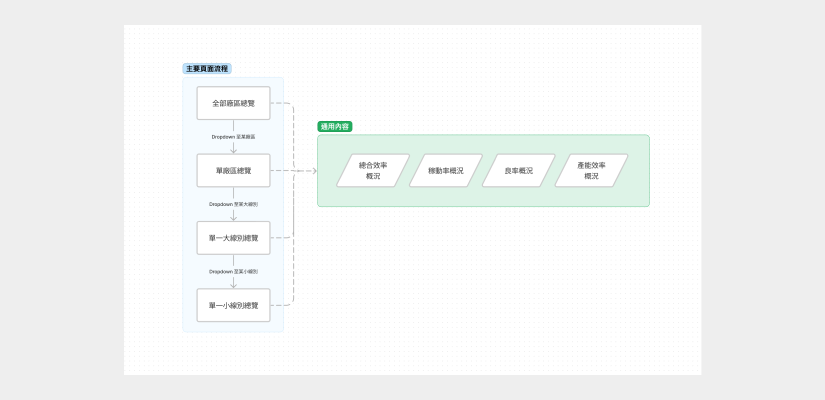 主要頁面流程
全部廠區總覽
Dropdown 至某廠區
單廠區總覽
Dropdown 至某大線別
單一大線別總覽
Dropdown 至某小線別
單一小線別總覽
通用內容
總合效率
概況
稼動率概況
良率概況
產能效率
概況